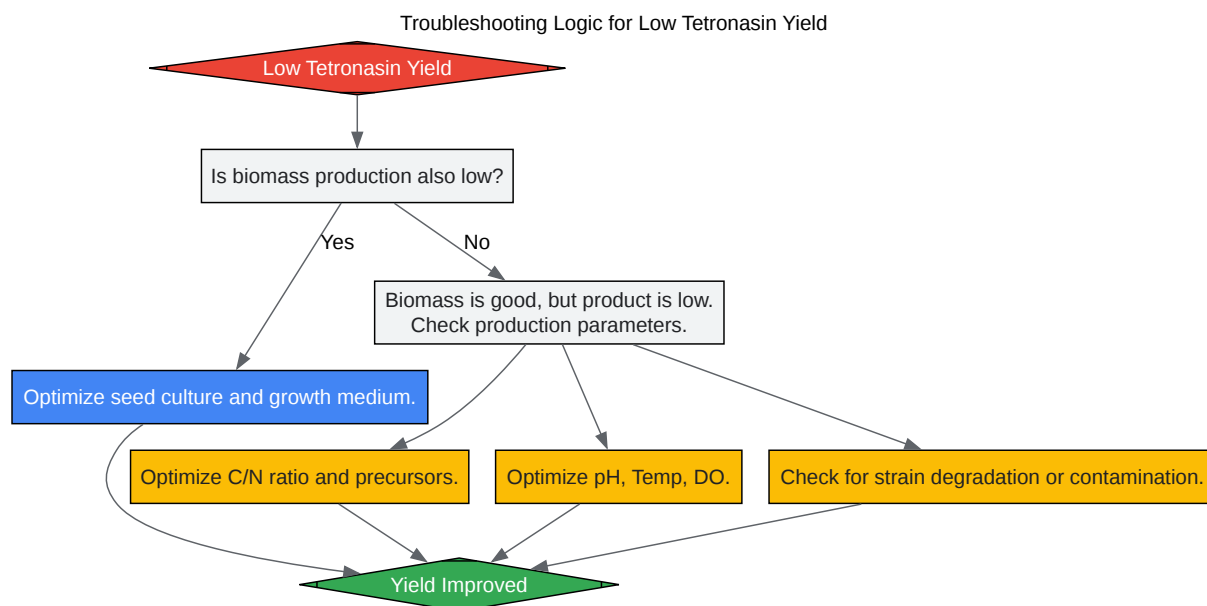 Troubleshooting Logic for Low Tetronasin Yield
Low Tetronasin Yield
Is biomass production also low?
Yes
No
Biomass is good, but product is low.
Check production parameters.
Optimize seed culture and growth medium.
Optimize C/N ratio and precursors.
Optimize pH, Temp, DO.
Check for strain degradation or contamination.
Yield Improved